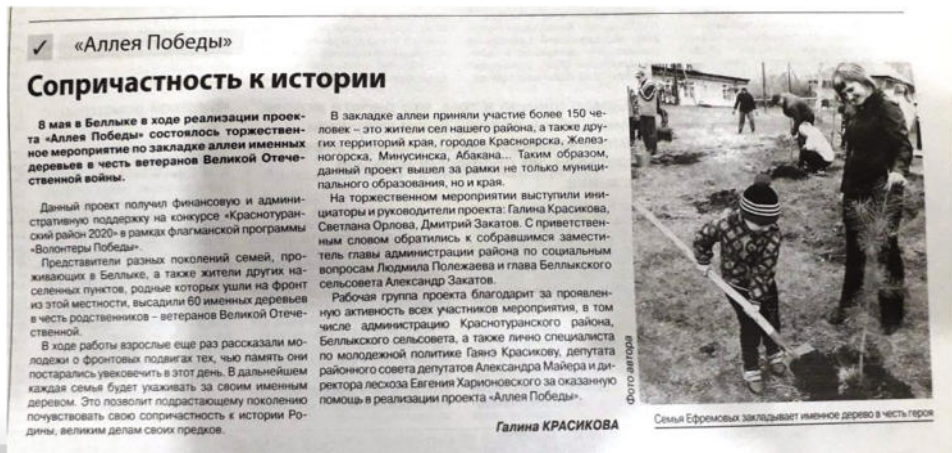 ✓ «Аллея Победы»
Сопричастность к истории
8 мая в Беллыке в ходе реализации проек-
та «Аллея Победы» состоялось торжествен-
ное мероприятие по закладке аллеи именных
деревьев в честь ветеранов Великой Отече-
ственной войны.
Данный проект получил финансовую и админи-
стративную поддержку на конкурсе «Краснотуран-
ский район 2020» в рамках флагманской программы
«Волонтеры Победы».
Представители разных поколений семей, про-
живающих в Беллыке, а также жители других на-
селенных пунктов, родные которых ушли на фронт
из этой местности, высадили 60 именных деревьев
в честь родственников – ветеранов Великой Отече-
ственной.
В ходе работы взрослые еще раз рассказали мо-
лодежи о фронтовых подвигах тех, чью память они
постарались увековечить в этот день. В дальнейшем
каждая семья будет ухаживать за своим именным
деревом. Это позволит подрастающему поколению
почувствовать свою сопричастность к истории Ро-
дины, великим делам своих предков.
В закладке аллеи приняли участие более 150 че-
ловек – это жители сел нашего района, а также дру-
гих территорий края, городов Красноярска, Желез-
ногорска, Минусинска, Абакана... Таким образом,
данный проект вышел за рамки не только муници-
пального образования, но и края.
На торжественном мероприятии выступили ини-
циаторы и руководители проекта: Галина Красикова,
Светлана Орлова, Дмитрий Закатов. С приветствен-
ным словом обратились к собравшимся замести-
тель главы администрации района по социальным
вопросам Людмила Полежаева и глава Беллыкского
сельсовета Александр Закатов.
Рабочая группа проекта благодарит за проявлен-
ную активность всех участников мероприятия, в том
числе администрацию Краснотуранского района,
Беллыкского сельсовета, а также лично специалиста
по молодежной политике Гаянэ Красикову, депутата
районного совета депутатов Александра Майера и ди-
ректора лесхоза Евгения Харионовского за оказанную
помощь в реализации проекта «Аллея Победы».
Галина КРАСИКОВА
Фото автора
Семья Ефремовых закладывает именное дерево в честь героя